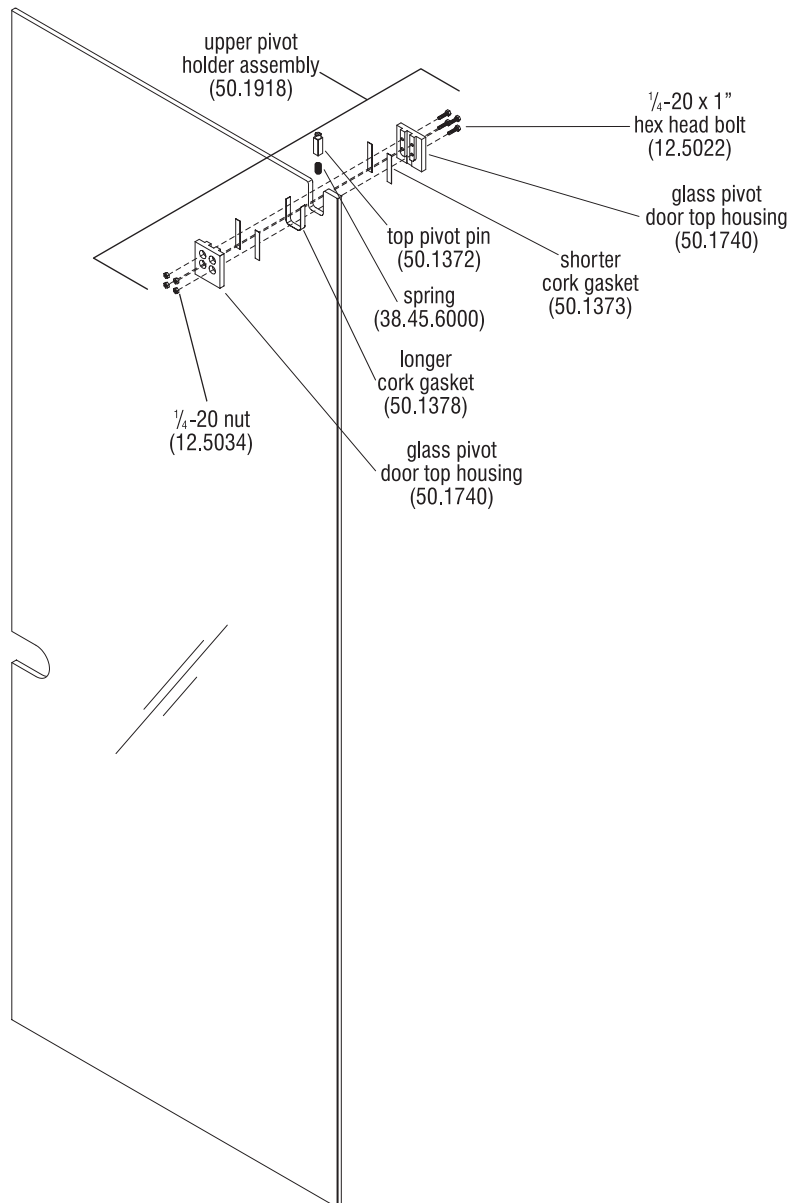 upper pivot
holder assembly
(50.1918)
¼-20 x 1”
hex head bolt
(12.5022)
glass pivot
door top housing
(50.1740)
top pivot pin
(50.1372)
shorter
cork gasket
(50.1373)
spring
(38.45.6000)
longer
cork gasket
(50.1378)
¼-20 nut
(12.5034)
glass pivot
door top housing
(50.1740)